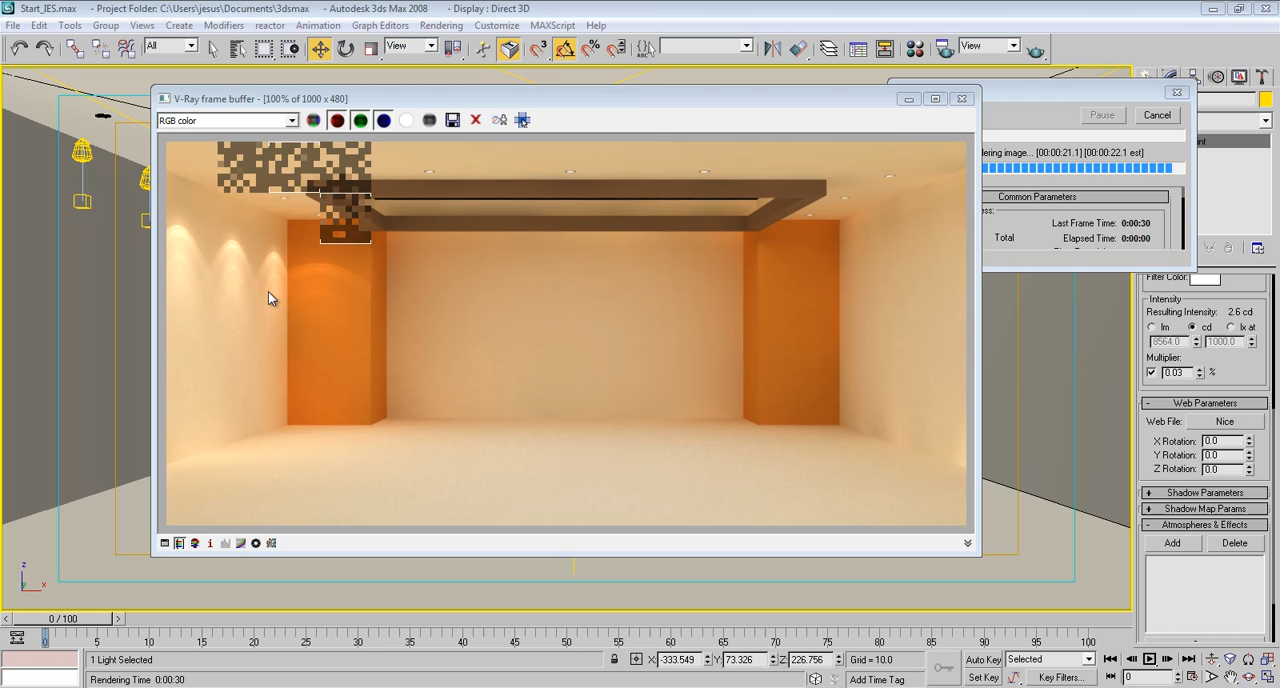 Start_IES.max - Project Folder: C:\Users\jesus\Documents\3dsmax - Autodesk 3ds Max 2008 - Display : Direct 3D
File Edit Tools Group Views Create Modifiers reactor Animation Graph Editors Rendering Customize MAXScript Help
All View View
V-Ray frame buffer - [100% of 1000 x 480]
RGB color
Pause Cancel
dering image... [00:00:21.1] [00:00:22.1 est]
Common Parameters
ess:
Last Frame Time: 0:00:30
Total Elapsed Time: 0:00:00
int
Filter Color:
Intensity
Resulting Intensity: 2.6 cd
lm cd lx at
8564.0 1000.0
Multiplier:
0.03 %
- Web Parameters
Web File: Nice
X Rotation: 0.0
Y Rotation: 0.0
Z Rotation: 0.0
+ Shadow Parameters
+ Shadow Map Params
- Atmospheres & Effects
Add Delete
z
x
0 / 100
0 5 10 15 20 25 30 35 40 45 50 55 60 65 70 75 80 85 90 95 100
1 Light Selected X: -333.549 Y: 73.326 Z: 226.756 Grid = 10.0 Auto Key Selected
Rendering Time 0:00:30 Add Time Tag Set Key Key Filters... 0